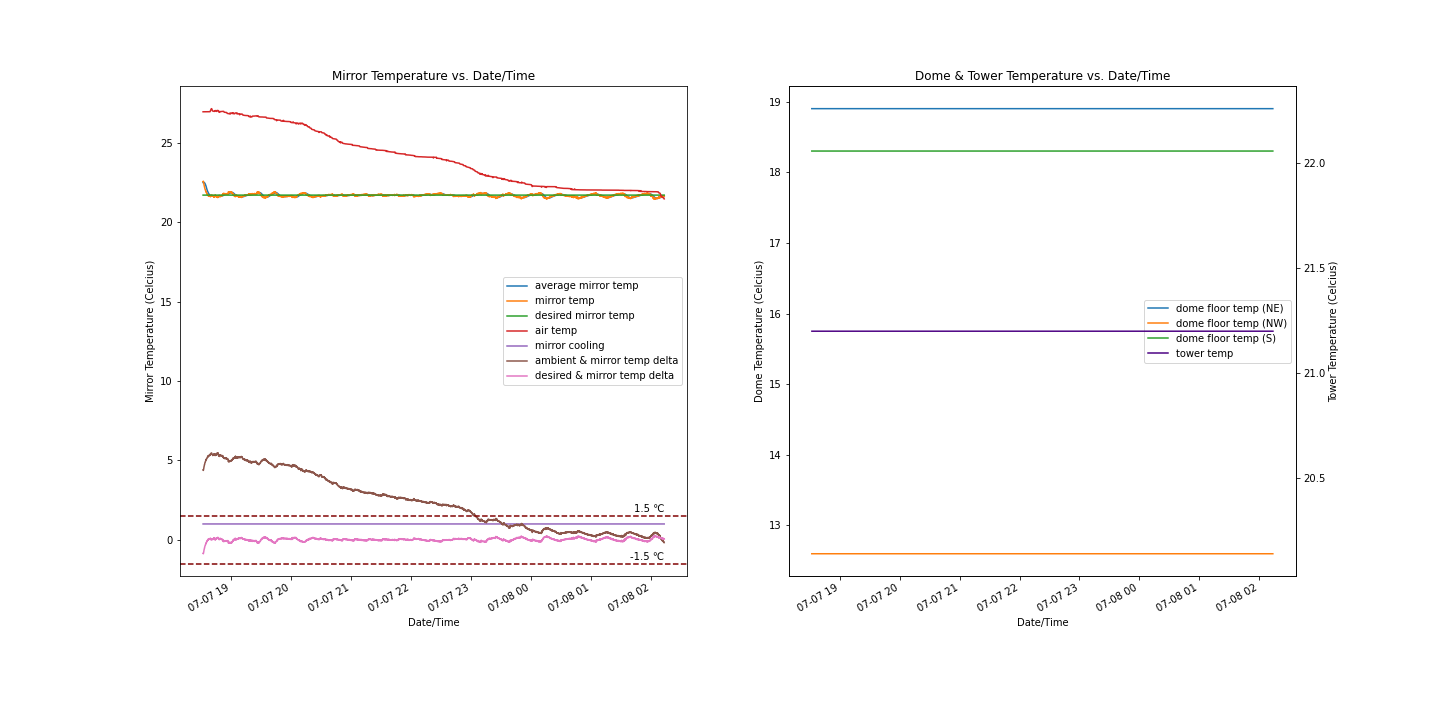 Mirror Temperature vs. Date/Time
Mirror Temperature (Celcius)
25
20
15
10
5
0
average mirror temp
mirror temp
desired mirror temp
air temp
mirror cooling
ambient & mirror temp delta
desired & mirror temp delta
1.5 °C
-1.5 °C
07-07 19
07-07 20
07-07 21
07-07 22
07-07 23
07-08 00
07-08 01
07-08 02
Date/Time
Dome & Tower Temperature vs. Date/Time
Dome Temperature (Celcius)
19
18
17
16
15
14
13
dome floor temp (NE)
dome floor temp (NW)
dome floor temp (S)
tower temp
22.0
21.5
21.0
20.5
Tower Temperature (Celcius)
07-07 19
07-07 20
07-07 21
07-07 22
07-07 23
07-08 00
07-08 01
07-08 02
Date/Time